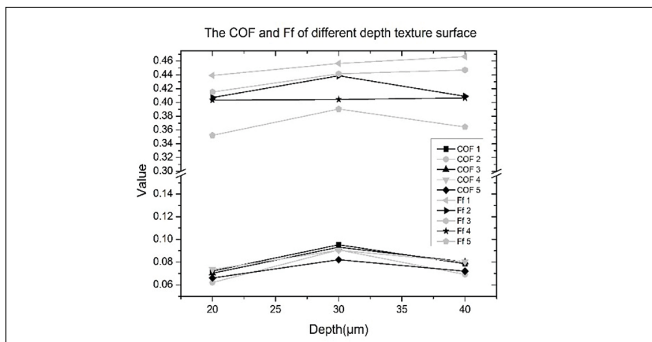 The COF and Ff of different depth texture surface
0.46
0.44
0.42
0.40
0.38
0.36
0.34
0.32
0.30
0.14
0.12
0.10
0.08
0.06
Value
COF 1
COF 2
COF 3
COF 4
COF 5
Ff 1
Ff 2
Ff 3
Ff 4
Ff 5
20 25 30 35 40
Depth(μm)